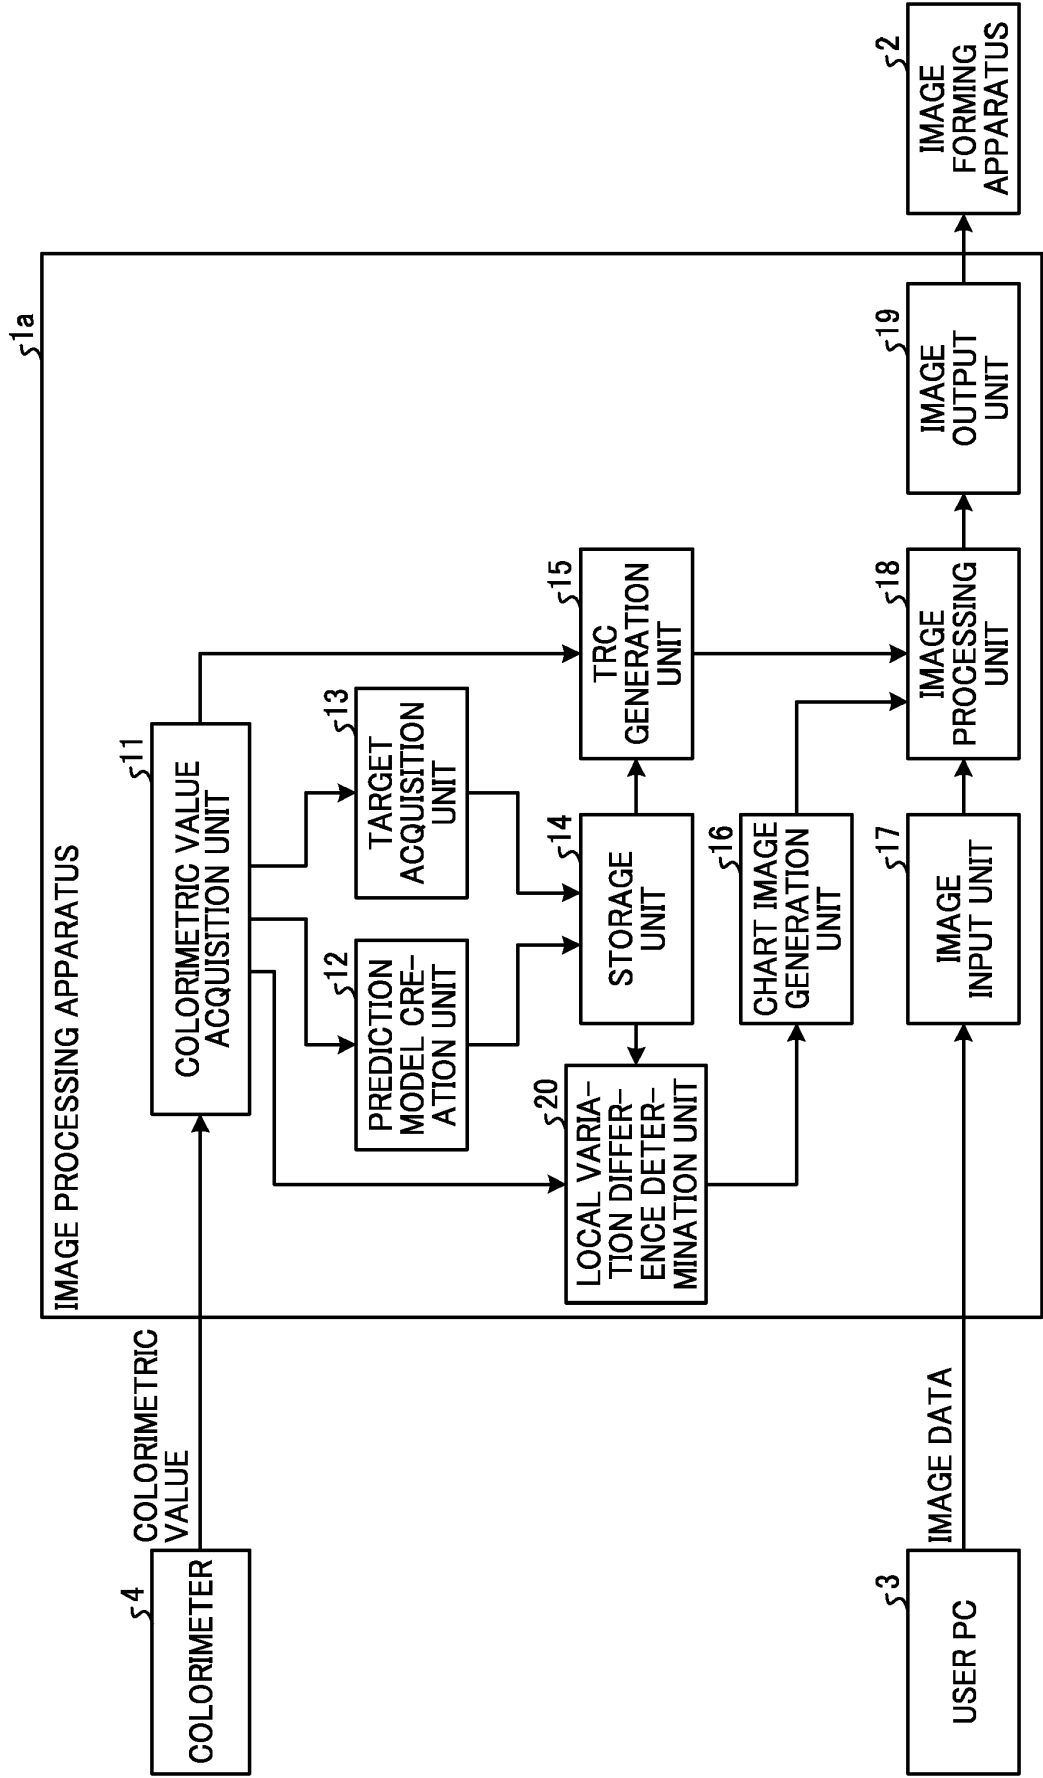 1a
IMAGE PROCESSING APPARATUS
4
COLORIMETER
COLORIMETRIC
VALUE
11
COLORIMETRIC VALUE
ACQUISITION UNIT
12
PREDICTION
MODEL CRE-
ATION UNIT
13
TARGET
ACQUISITION
UNIT
20
LOCAL VARIA-
TION DIFFER-
ENCE DETER-
MINATION UNIT
14
STORAGE
UNIT
15
TRC
GENERATION
UNIT
16
CHART IMAGE
GENERATION
UNIT
3
USER PC
IMAGE DATA
17
IMAGE
INPUT UNIT
18
IMAGE
PROCESSING
UNIT
19
IMAGE
OUTPUT
UNIT
2
IMAGE
FORMING
APPARATUS